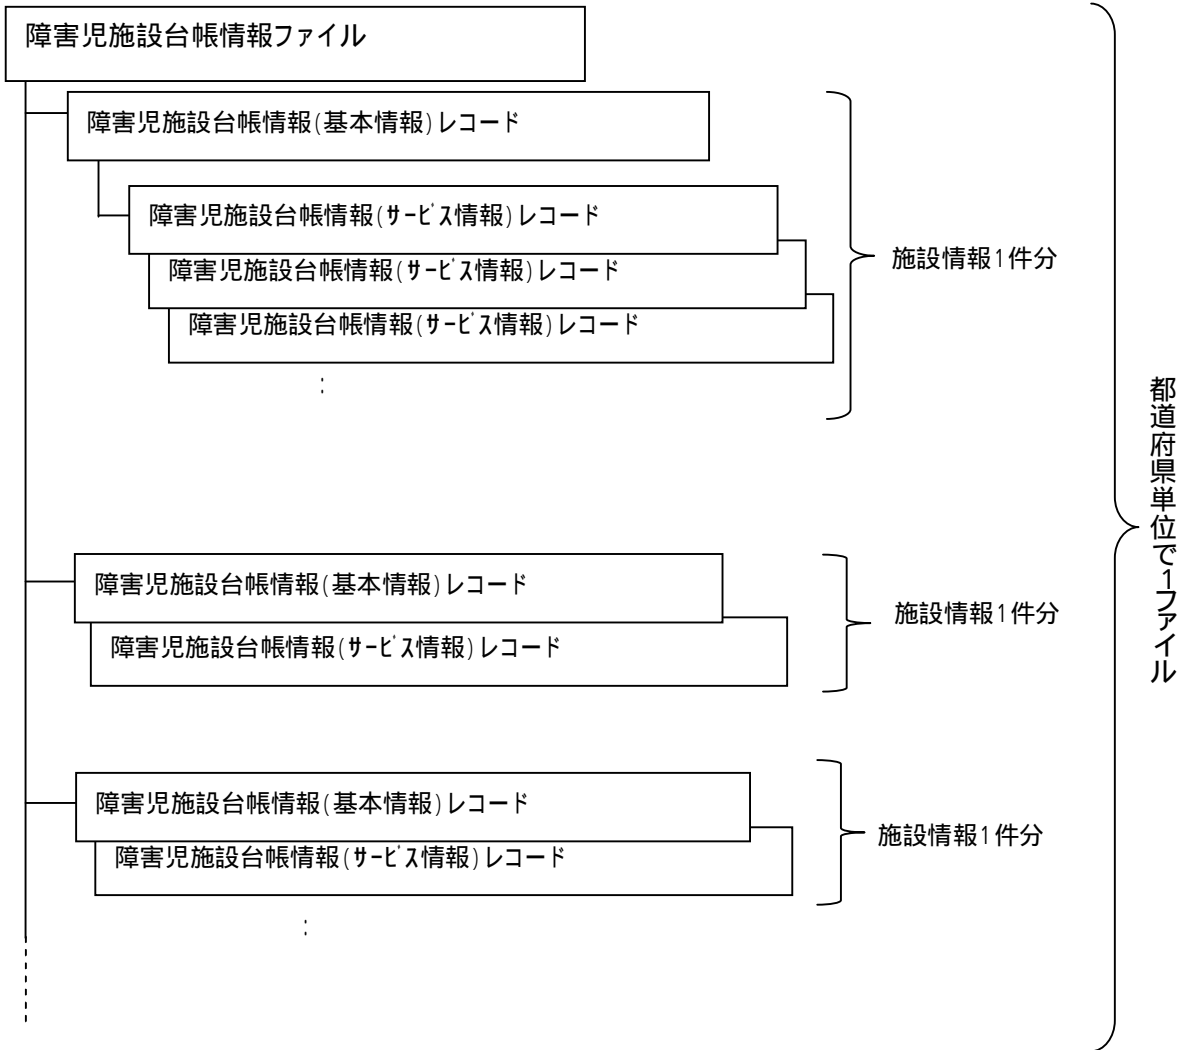 障害児施設台帳情報ファイル
障害児施設台帳情報(基本情報)レコード
障害児施設台帳情報(ｻｰﾋﾞｽ情報)レコード
障害児施設台帳情報(ｻｰﾋﾞｽ情報)レコード
障害児施設台帳情報(ｻｰﾋﾞｽ情報)レコード
:
施設情報1件分
障害児施設台帳情報(基本情報)レコード
障害児施設台帳情報(ｻｰﾋﾞｽ情報)レコード
施設情報1件分
障害児施設台帳情報(基本情報)レコード
障害児施設台帳情報(ｻｰﾋﾞｽ情報)レコード
:
施設情報1件分
都道府県単位で1ファイル